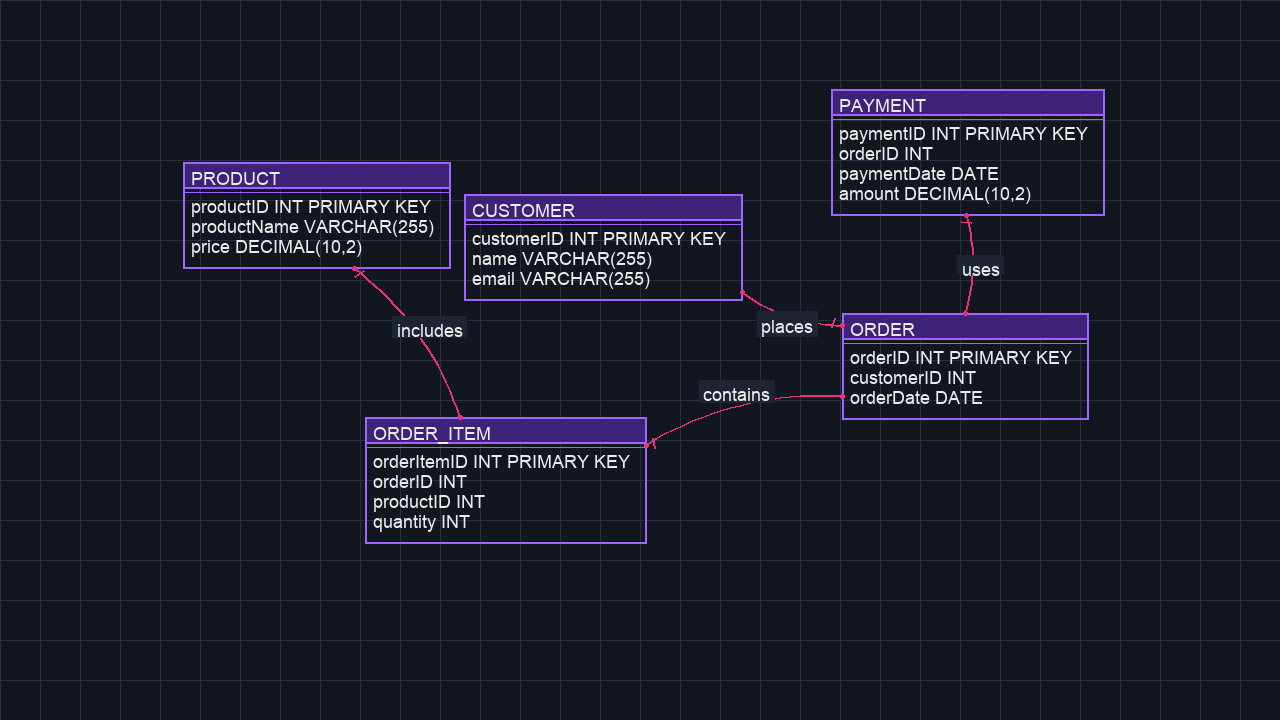 PAYMENT
paymentID INT PRIMARY KEY
orderID INT
paymentDate DATE
amount DECIMAL(10,2)
PRODUCT
productID INT PRIMARY KEY
productName VARCHAR(255)
price DECIMAL(10,2)
CUSTOMER
customerID INT PRIMARY KEY
name VARCHAR(255)
email VARCHAR(255)
uses
includes
places
ORDER
orderID INT PRIMARY KEY
customerID INT
orderDate DATE
contains
ORDER_ITEM
orderItemID INT PRIMARY KEY
orderID INT
productID INT
quantity INT